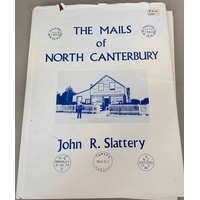 THE MAILS
of
NORTH CANTERBURY
John R. Slattery